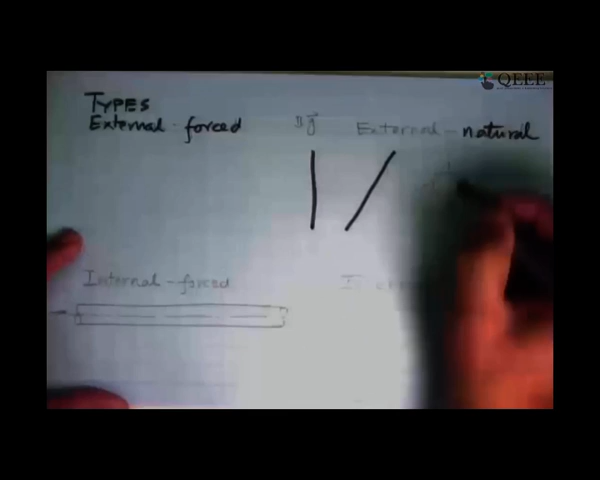 QEEE
TYPES
External-forced
g
External-natural
Internal-forced